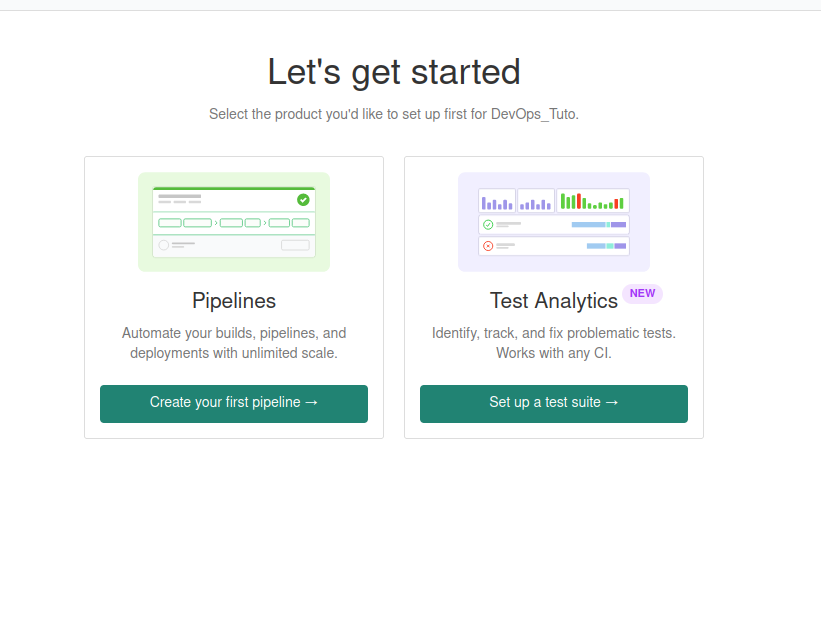 Let's get started
Select the product you'd like to set up first for DevOps_Tuto.
Pipelines
Automate your builds, pipelines, and
deployments with unlimited scale.
Create your first pipeline →
Test Analytics NEW
Identify, track, and fix problematic tests.
Works with any CI.
Set up a test suite →